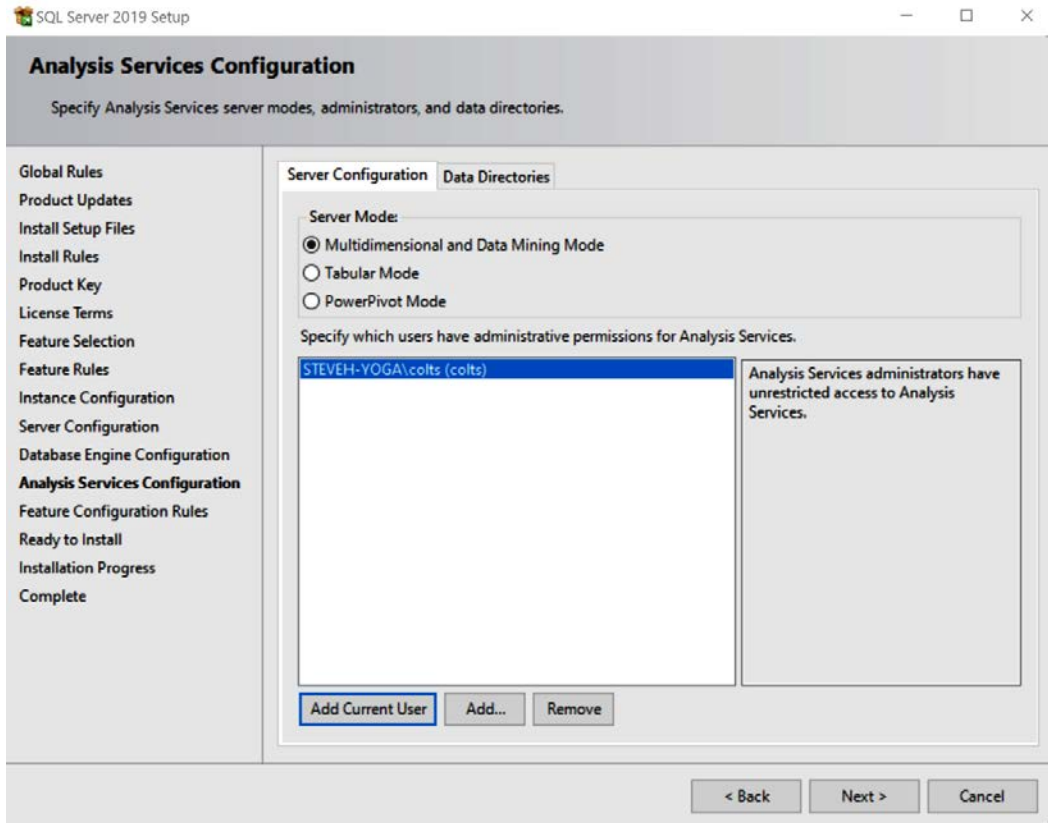 SQL Server 2019 Setup
Analysis Services Configuration
Specify Analysis Services server modes, administrators, and data directories.
Global Rules
Product Updates
Install Setup Files
Install Rules
Product Key
License Terms
Feature Selection
Feature Rules
Instance Configuration
Server Configuration
Database Engine Configuration
Analysis Services Configuration
Feature Configuration Rules
Ready to Install
Installation Progress
Complete
Server Configuration Data Directories
Server Mode:
Multidimensional and Data Mining Mode
Tabular Mode
PowerPivot Mode
Specify which users have administrative permissions for Analysis Services.
STEVEH-YOGA\colts (colts)
Analysis Services administrators have
unrestricted access to Analysis
Services.
Add Current User Add... Remove
< Back Next > Cancel